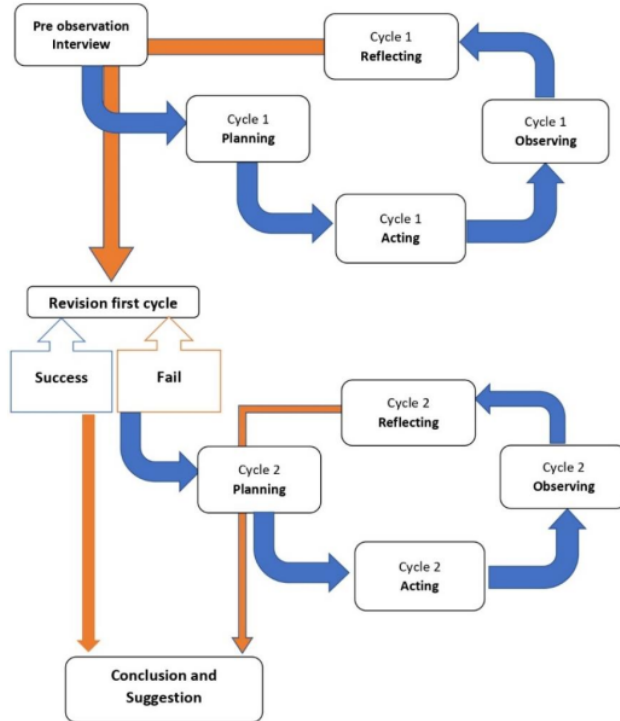 Pre observation
Interview
Cycle 1
Reflecting
Cycle 1
Planning
Cycle 1
Observing
Cycle 1
Acting
Revision first cycle
Success
Fail
Cycle 2
Reflecting
Cycle 2
Planning
Cycle 2
Observing
Cycle 2
Acting
Conclusion and
Suggestion